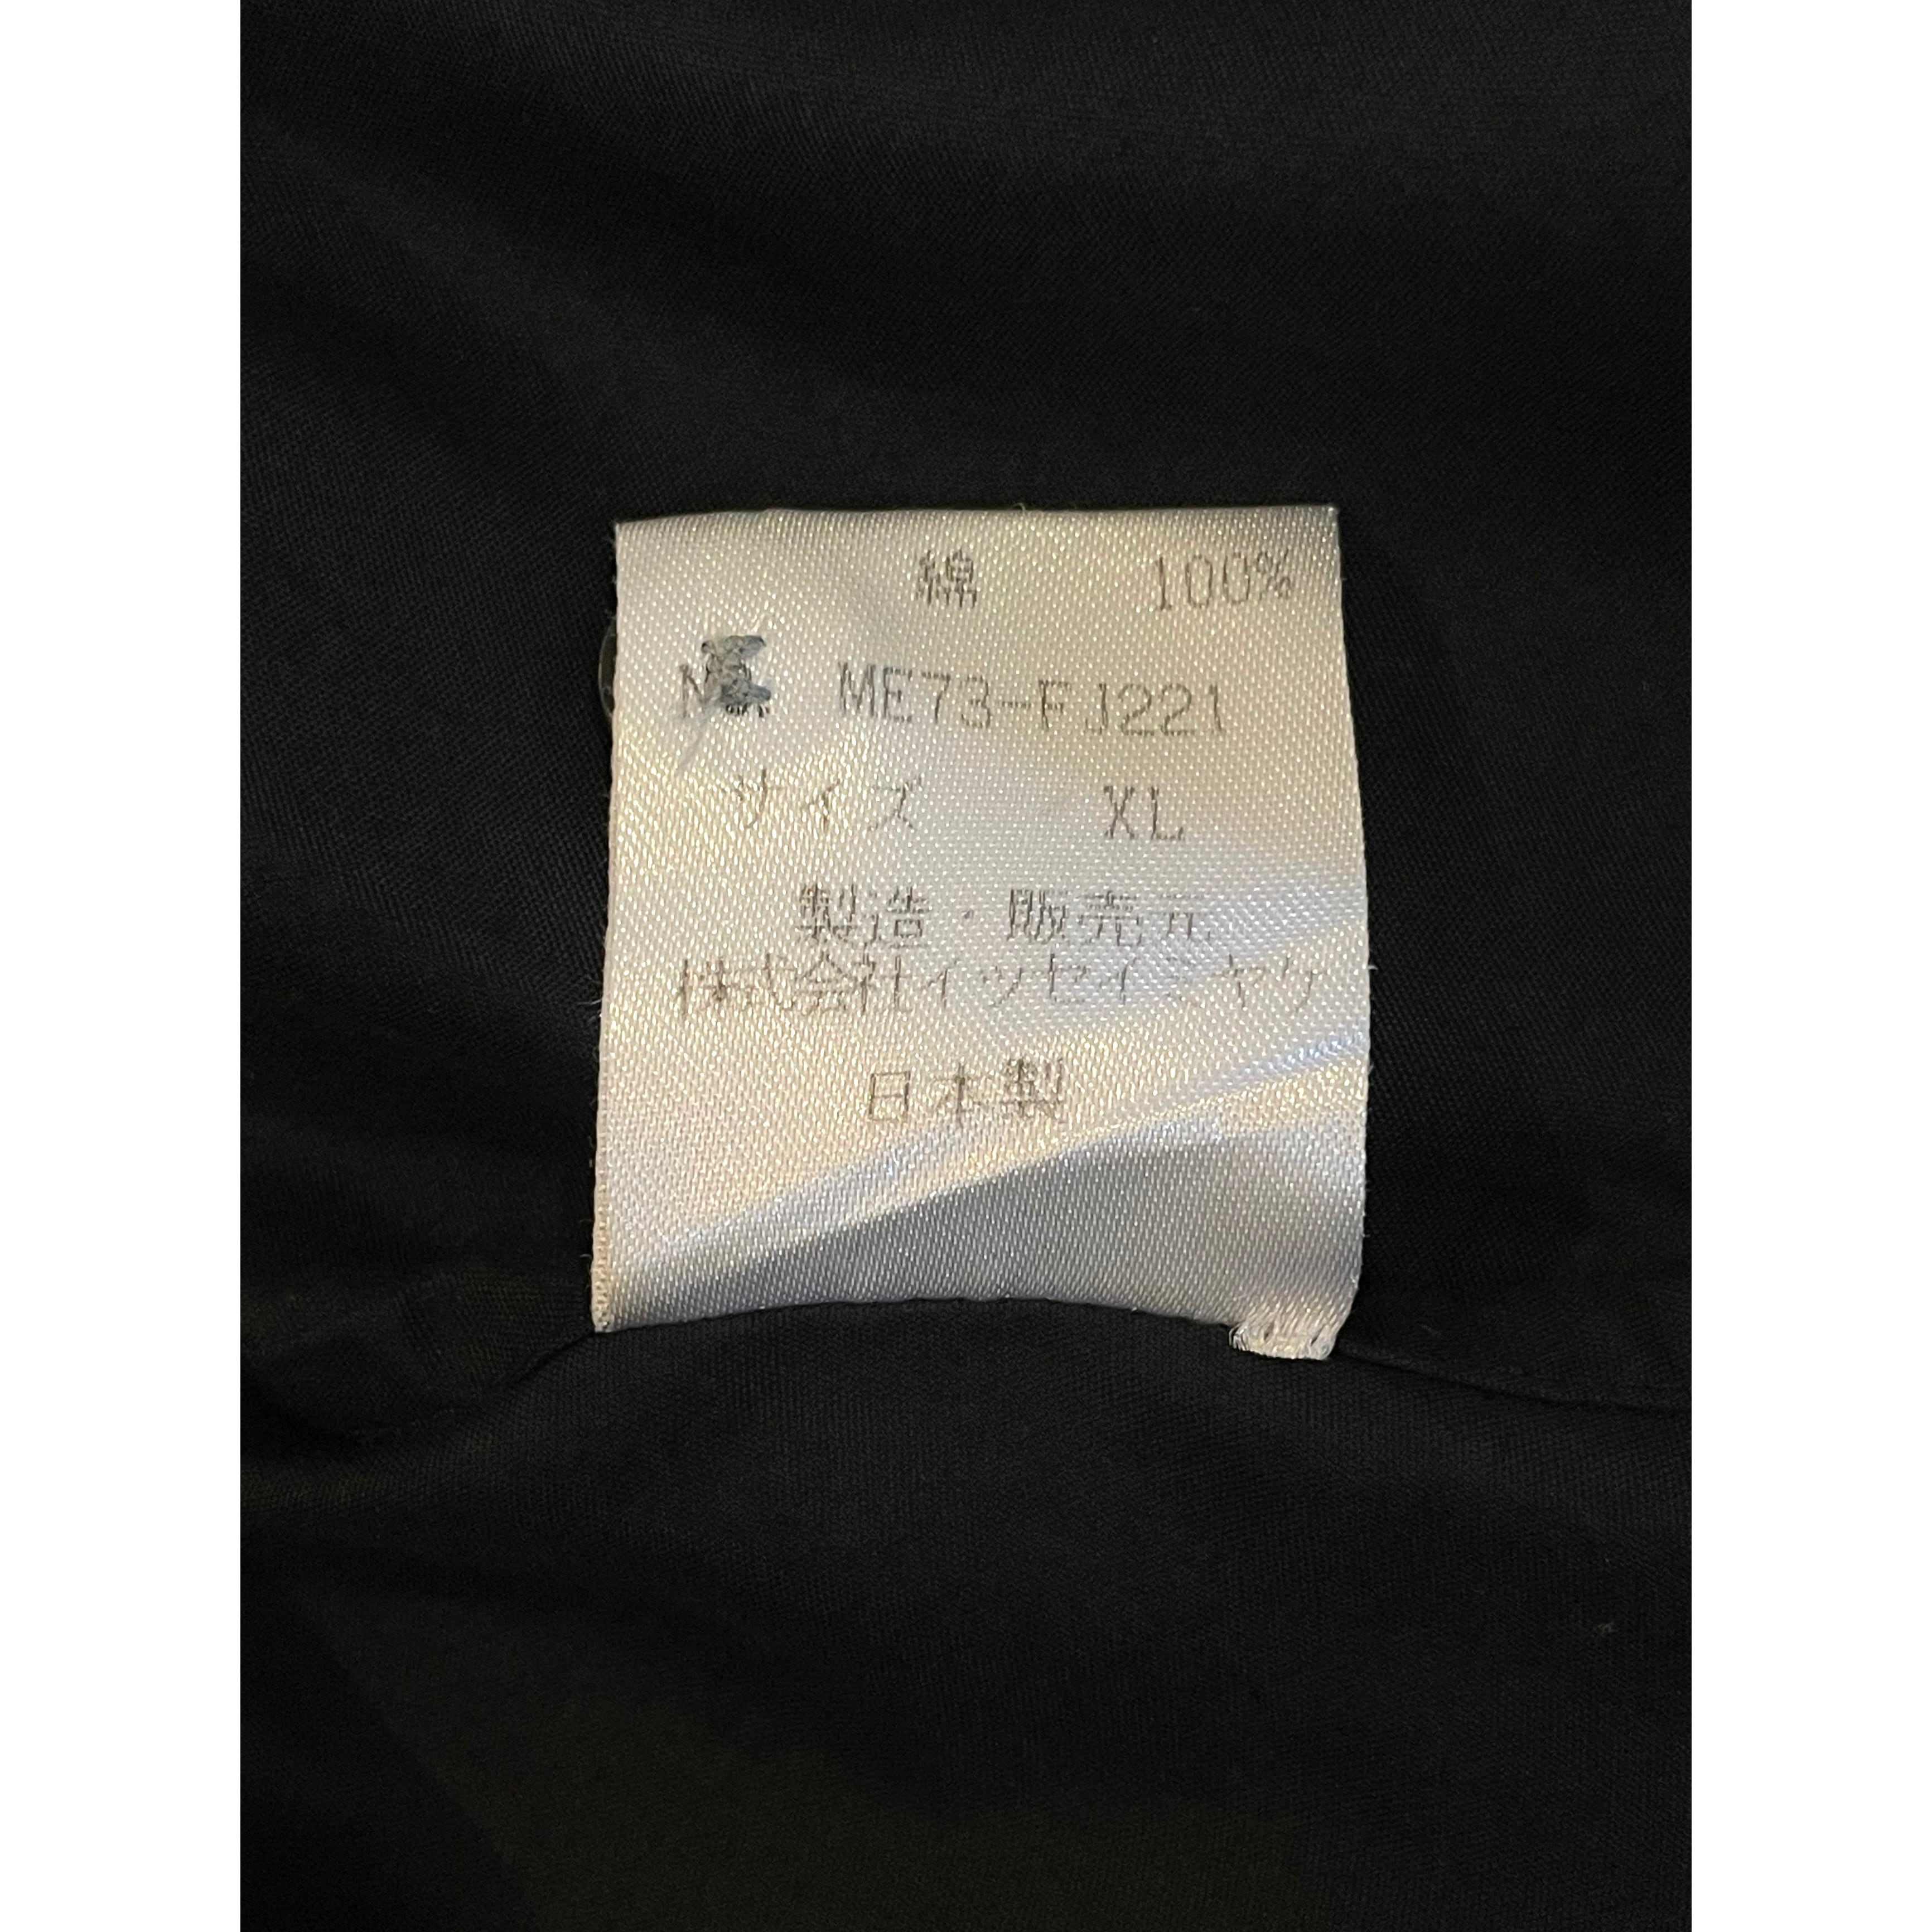 綿 100%
No. ME73-FJ221
サイズ XL
製造・販売元
株式会社イッセイミヤケ
日本製